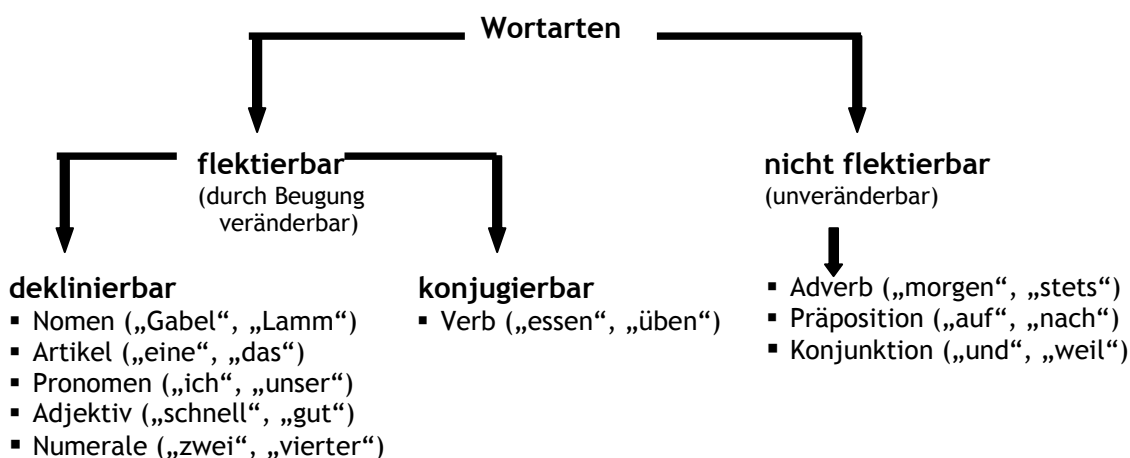 Wortarten
flektierbar
(durch Beugung
veränderbar)
nicht flektierbar
(unveränderbar)
deklinierbar
▪ Nomen („Gabel“, „Lamm“)
▪ Artikel („eine“, „das“)
▪ Pronomen („ich“, „unser“)
▪ Adjektiv („schnell“, „gut“)
▪ Numerale („zwei“, „vierter“)
konjugierbar
▪ Verb („essen“, „üben“)
▪ Adverb („morgen“, „stets“)
▪ Präposition („auf“, „nach“)
▪ Konjunktion („und“, „weil“)